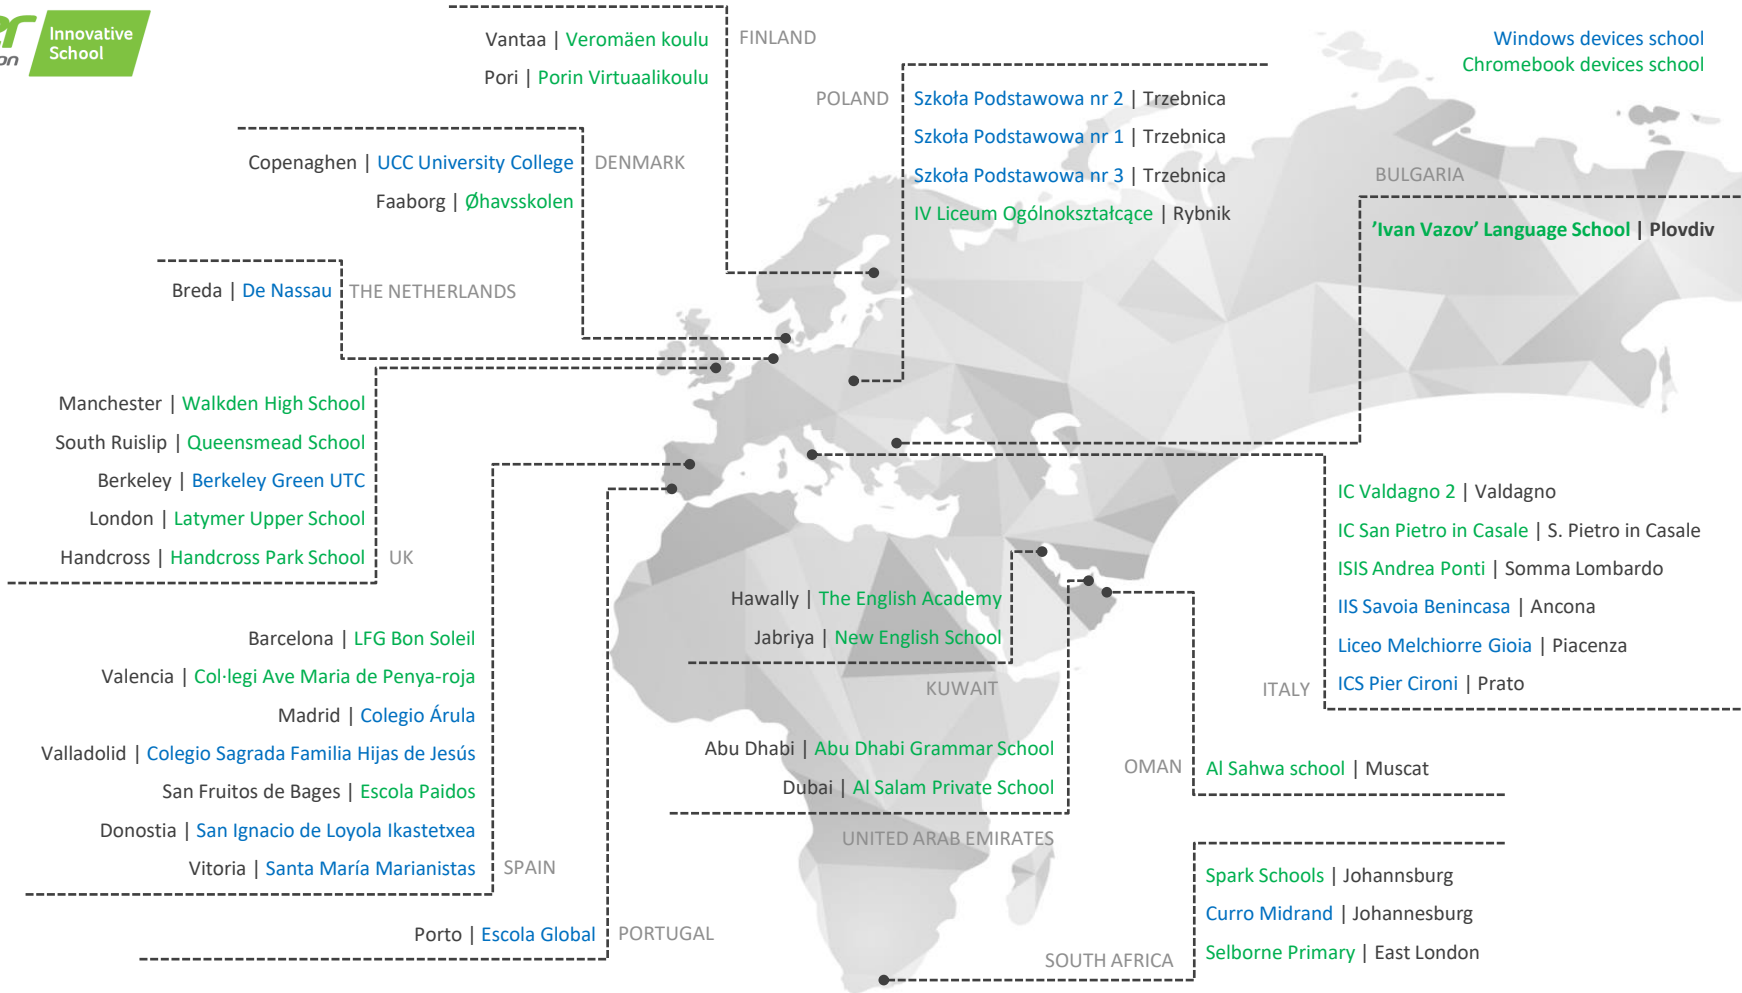 Innovative
School
Windows devices school
Chromebook devices school
Vantaa | Veromäen koulu
Pori | Porin Virtuaalikoulu
FINLAND
POLAND
Szkoła Podstawowa nr 2 | Trzebnica
Szkoła Podstawowa nr 1 | Trzebnica
Szkoła Podstawowa nr 3 | Trzebnica
IV Liceum Ogólnokształcące | Rybnik
Copenaghen | UCC University College
Faaborg | Øhavsskolen
DENMARK
BULGARIA
’Ivan Vazov’ Language School | Plovdiv
Breda | De Nassau
THE NETHERLANDS
Manchester | Walkden High School
South Ruislip | Queensmead School
Berkeley | Berkeley Green UTC
London | Latymer Upper School
Handcross | Handcross Park School
UK
IC Valdagno 2 | Valdagno
IC San Pietro in Casale | S. Pietro in Casale
ISIS Andrea Ponti | Somma Lombardo
IIS Savoia Benincasa | Ancona
Liceo Melchiorre Gioia | Piacenza
ICS Pier Cironi | Prato
ITALY
Hawally | The English Academy
Jabriya | New English School
KUWAIT
Barcelona | LFG Bon Soleil
Valencia | Col·legi Ave Maria de Penya-roja
Madrid | Colegio Árula
Valladolid | Colegio Sagrada Familia Hijas de Jesús
San Fruitos de Bages | Escola Paidos
Donostia | San Ignacio de Loyola Ikastetxea
Vitoria | Santa María Marianistas
SPAIN
Abu Dhabi | Abu Dhabi Grammar School
Dubai | Al Salam Private School
UNITED ARAB EMIRATES
OMAN
Al Sahwa school | Muscat
Porto | Escola Global
PORTUGAL
Spark Schools | Johannsburg
Curro Midrand | Johannesburg
Selborne Primary | East London
SOUTH AFRICA